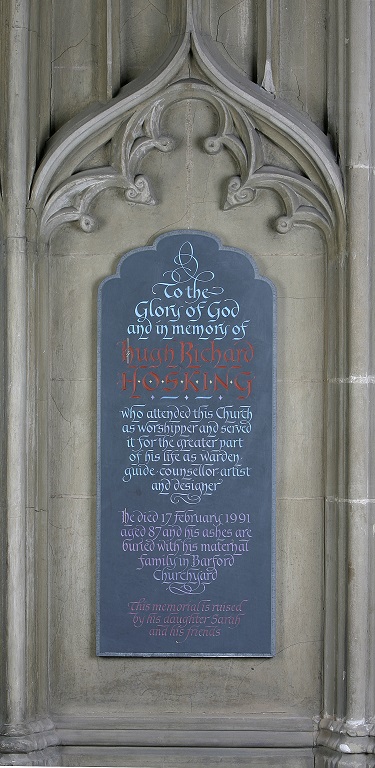 To the
Glory of God
and in memory of
Hugh Richard
H·O·S·K·I·N·G
who attended this Church
as worshipper and served
it for the greater part
of his life as warden
guide · counsellor artist
and designer
He died 17 February 1991
aged 87 and his ashes are
buried with his maternal
family in Barford
Churchyard
This memorial is raised
by his daughter Sarah
and his friends